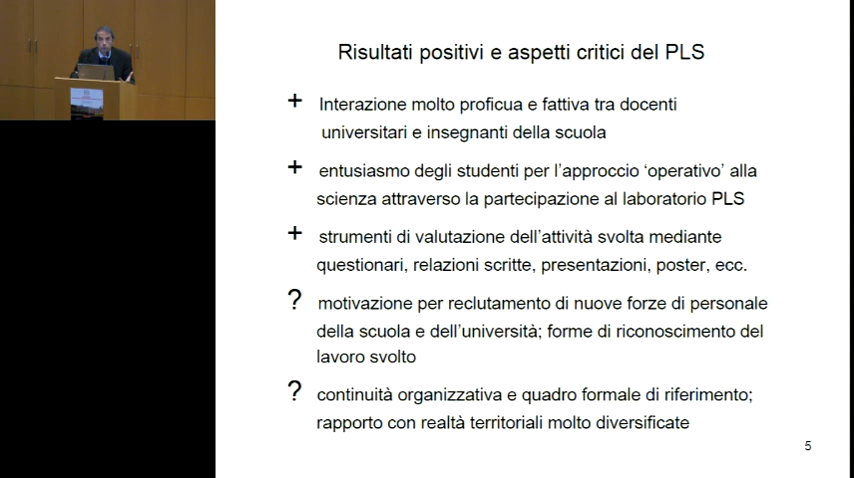 Risultati positivi e aspetti critici del PLS
+ Interazione molto proficua e fattiva tra docenti
universitari e insegnanti della scuola
+ entusiasmo degli studenti per l'approccio 'operativo' alla
scienza attraverso la partecipazione al laboratorio PLS
+ strumenti di valutazione dell'attività svolta mediante
questionari, relazioni scritte, presentazioni, poster, ecc.
? motivazione per reclutamento di nuove forze di personale
della scuola e dell'università; forme di riconoscimento del
lavoro svolto
? continuità organizzativa e quadro formale di riferimento;
rapporto con realtà territoriali molto diversificate
5